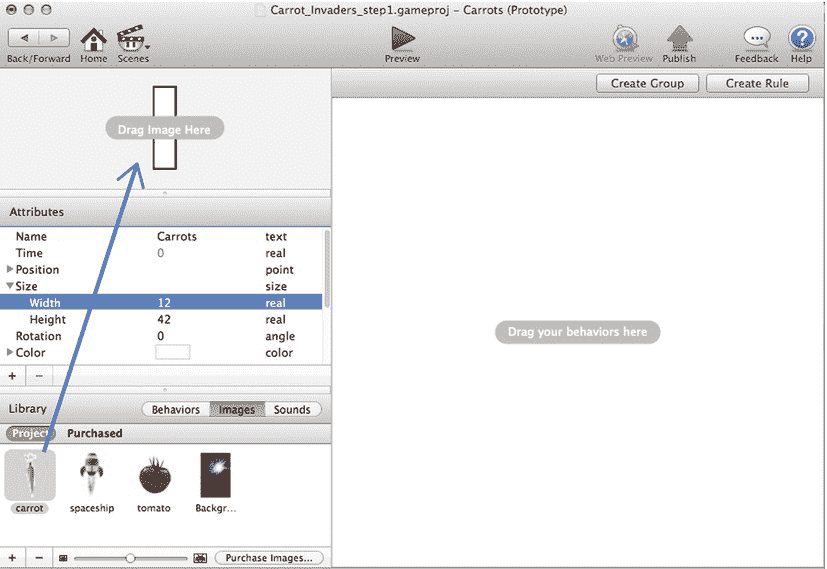 Carrot_Invaders_step1.gameproj – Carrots (Prototype)
Back/Forward Home Scenes Preview Web Preview Publish Feedback Help
Create Group Create Rule
Drag Image Here
Attributes
Name Carrots text
Time 0 real
Position point
Size size
Width 12 real
Height 42 real
Rotation 0 angle
Color color
Drag your behaviors here
+ −
Library Behaviors Images Sounds
Project Purchased
carrot spaceship tomato Backgr...
+ − Purchase Images...